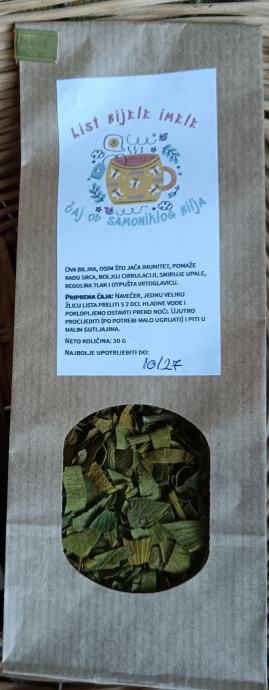 List bijele imele
čaj od samoniklog bilja
Ova biljka, osim što jača imunitet, pomaže
radu srca, boljoj cirkulaciji, smiruje upale,
regulira tlak i otpušta vrtoglavicu.
Priprema čaja: Navečer, jednu veliku
žlicu lista preliti s 2 dcl hladne vode i
poklopljeno ostaviti preko noći. Ujutro
procijediti (po potrebi malo ugrijati) i piti u
malim gutljajima.
Neto količina: 30 g
Najbolje upotrijebiti do:
10/27